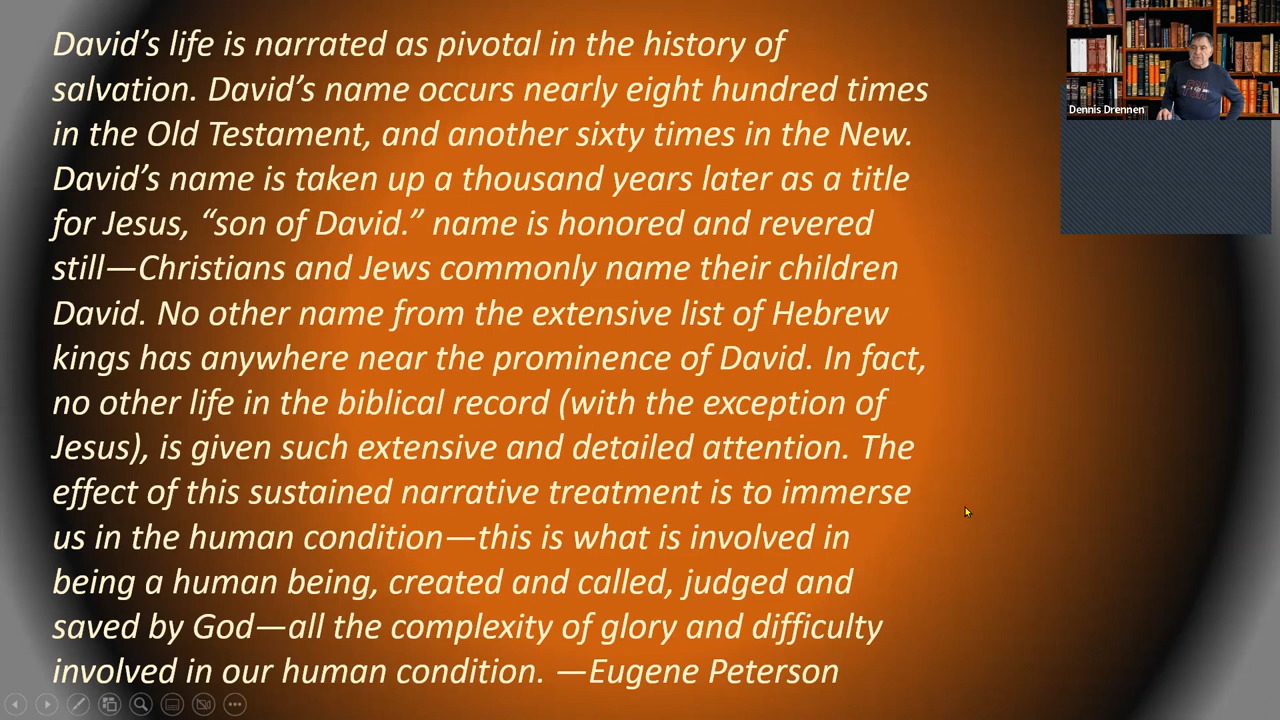 David’s life is narrated as pivotal in the history of
salvation. David’s name occurs nearly eight hundred times
in the Old Testament, and another sixty times in the New.
David’s name is taken up a thousand years later as a title
for Jesus, “son of David.” name is honored and revered
still—Christians and Jews commonly name their children
David. No other name from the extensive list of Hebrew
kings has anywhere near the prominence of David. In fact,
no other life in the biblical record (with the exception of
Jesus), is given such extensive and detailed attention. The
effect of this sustained narrative treatment is to immerse
us in the human condition—this is what is involved in
being a human being, created and called, judged and
saved by God—all the complexity of glory and difficulty
involved in our human condition. —Eugene Peterson
Dennis Drennen